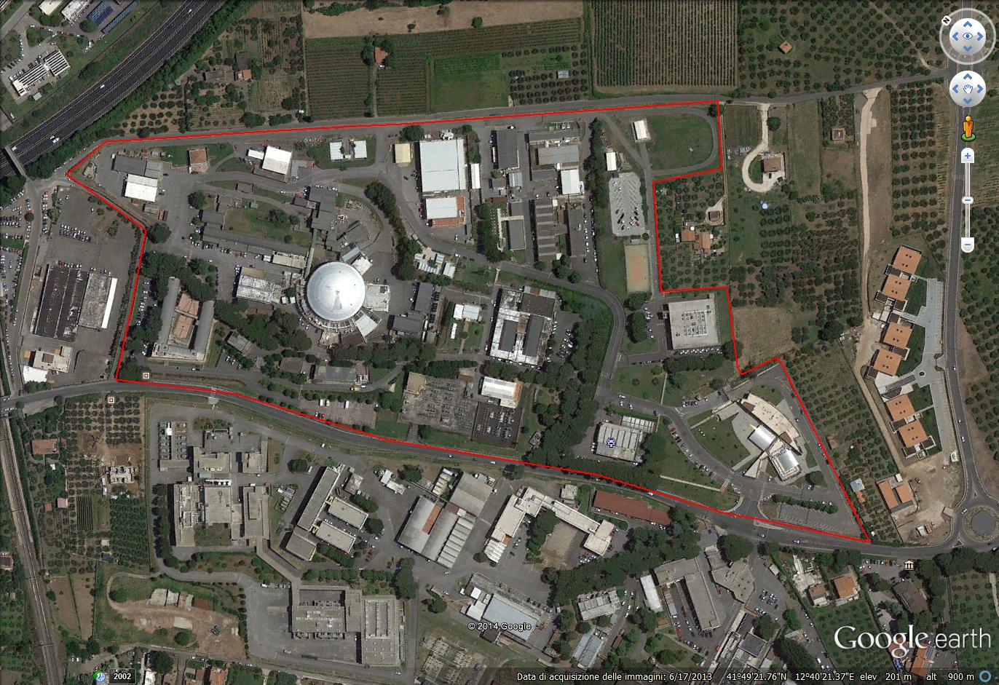 N
© 2014 Google
Google earth
2002
Data di acquisizione delle immagini: 6/17/2013 41°49'21.76"N 12°40'21.37"E elev 201 m alt 900 m